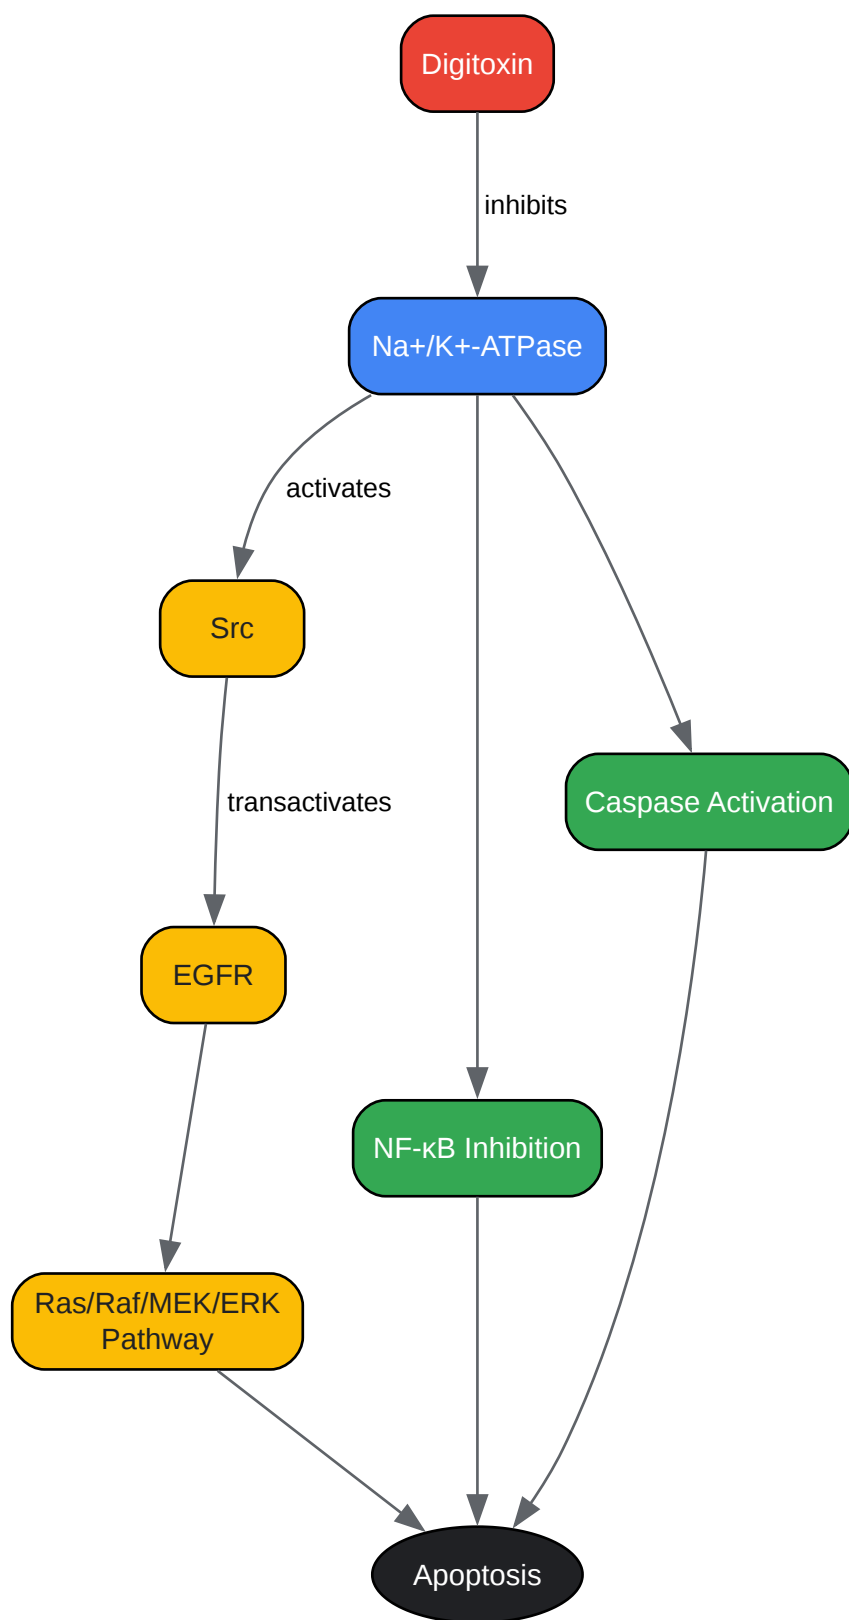 Digitoxin
inhibits
Na+/K+-ATPase
activates
Src
transactivates
Caspase Activation
EGFR
NF-κB Inhibition
Ras/Raf/MEK/ERK
Pathway
Apoptosis